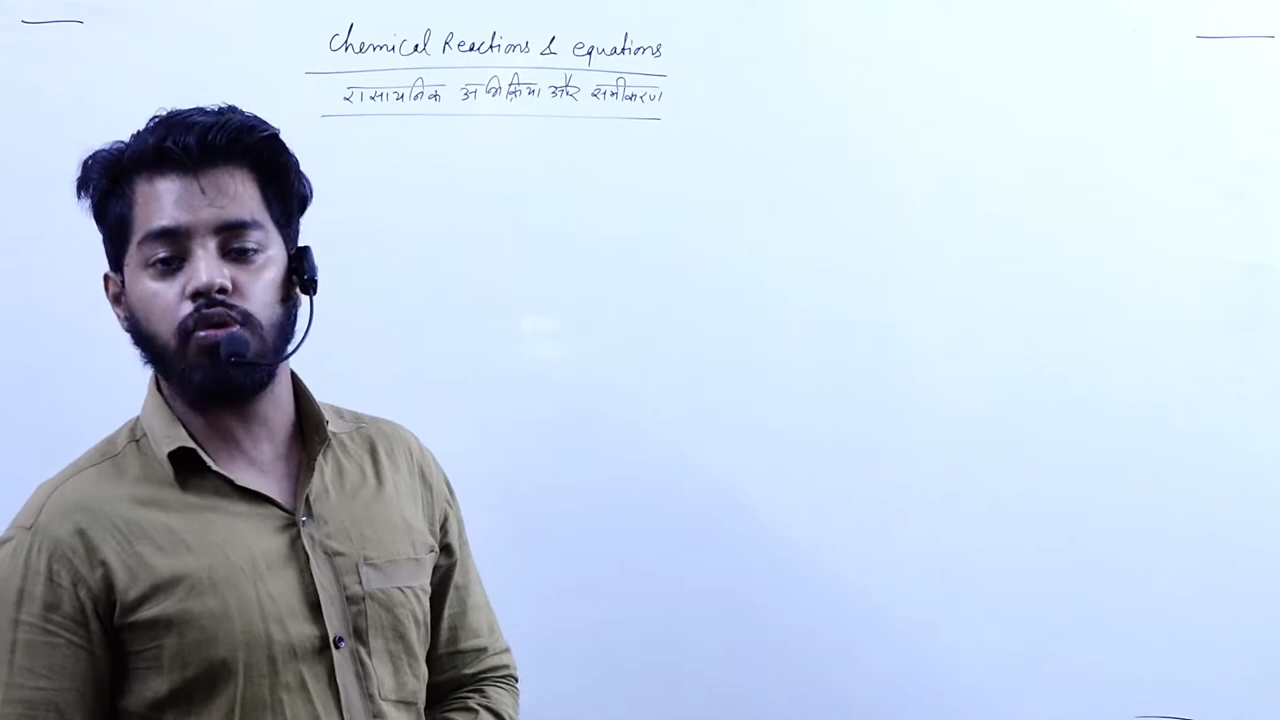 Chemical Reactions & equations
रासायनिक अभिक्रिया और समीकरण